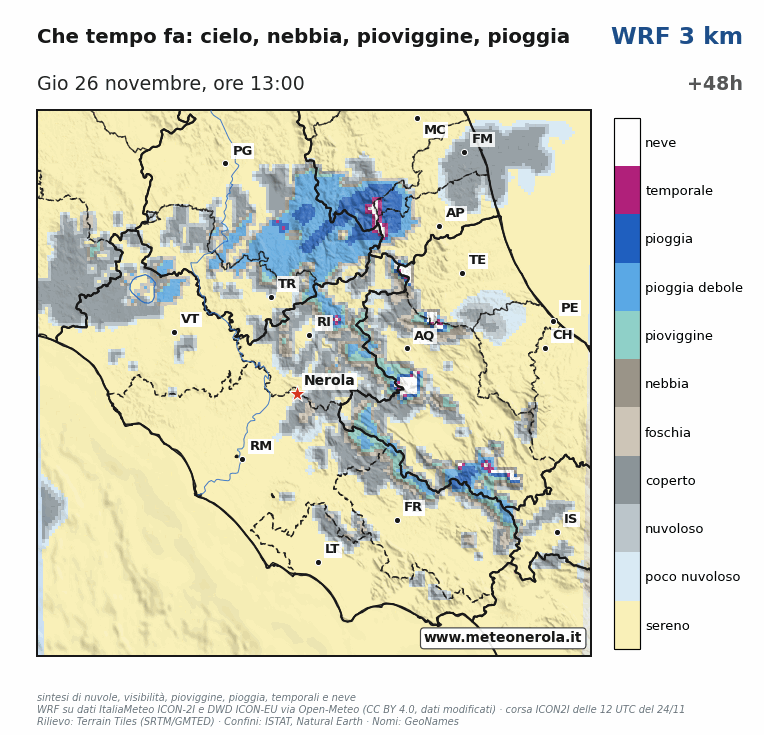 Che tempo fa: cielo, nebbia, pioviggine, pioggia
WRF 3 km
Gio 26 novembre, ore 13:00
+48h
MC
FM
PG
AP
TE
TR
PE
VT
RI
AQ
CH
Nerola
RM
FR
IS
LT
www.meteonerola.it
neve
temporale
pioggia
pioggia debole
pioviggine
nebbia
foschia
coperto
nuvoloso
poco nuvoloso
sereno
sintesi di nuvole, visibilità, pioviggine, pioggia, temporali e neve
WRF su dati ItaliaMeteo ICON-2I e DWD ICON-EU via Open-Meteo (CC BY 4.0, dati modificati) · corsa ICON2I delle 12 UTC del 24/11
Rilievo: Terrain Tiles (SRTM/GMTED) · Confini: ISTAT, Natural Earth · Nomi: GeoNames